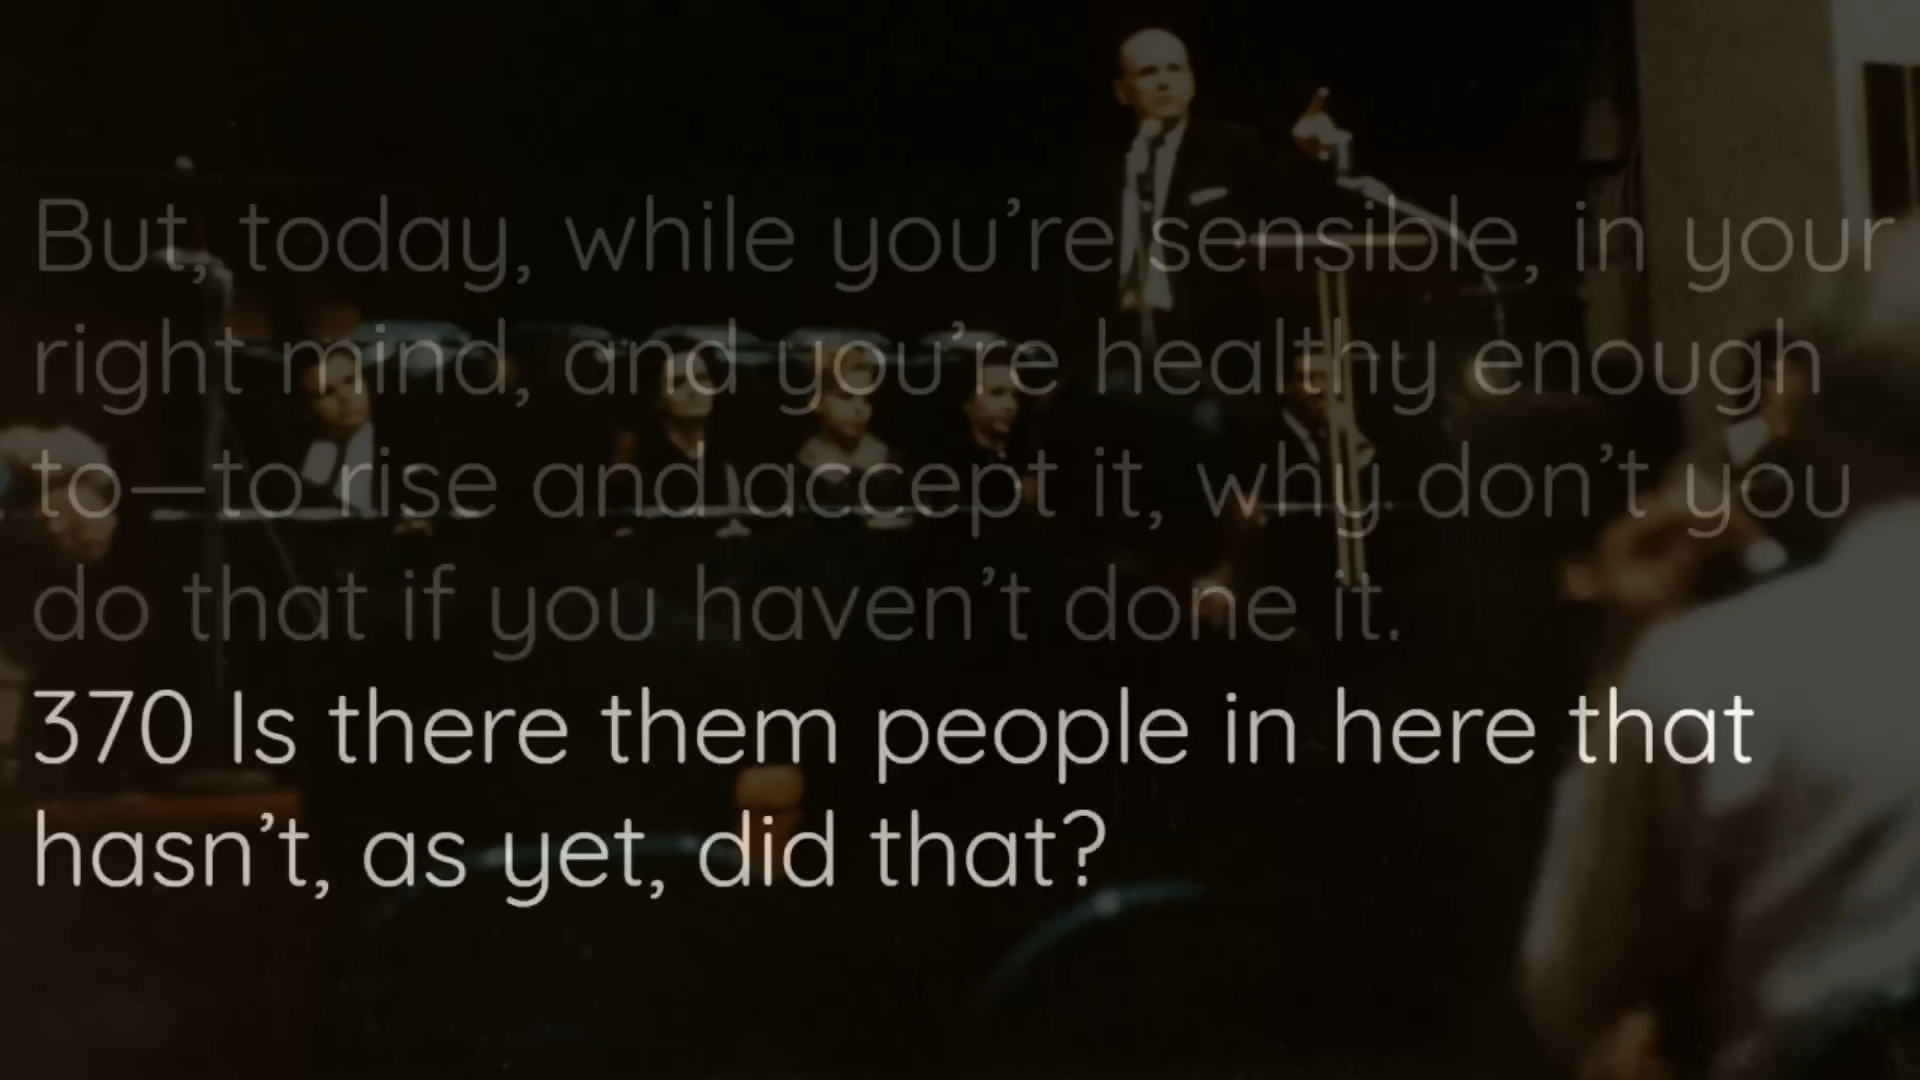 But, today, while you’re sensible, in your
right mind, and you’re healthy enough
to—to rise and accept it, why don’t you
do that if you haven’t done it.
370 Is there them people in here that
hasn’t, as yet, did that?